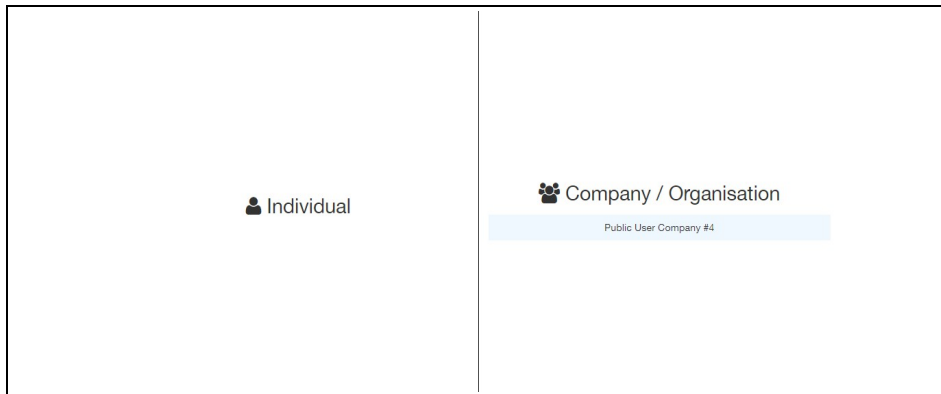 Individual
Company / Organisation
Public User Company #4